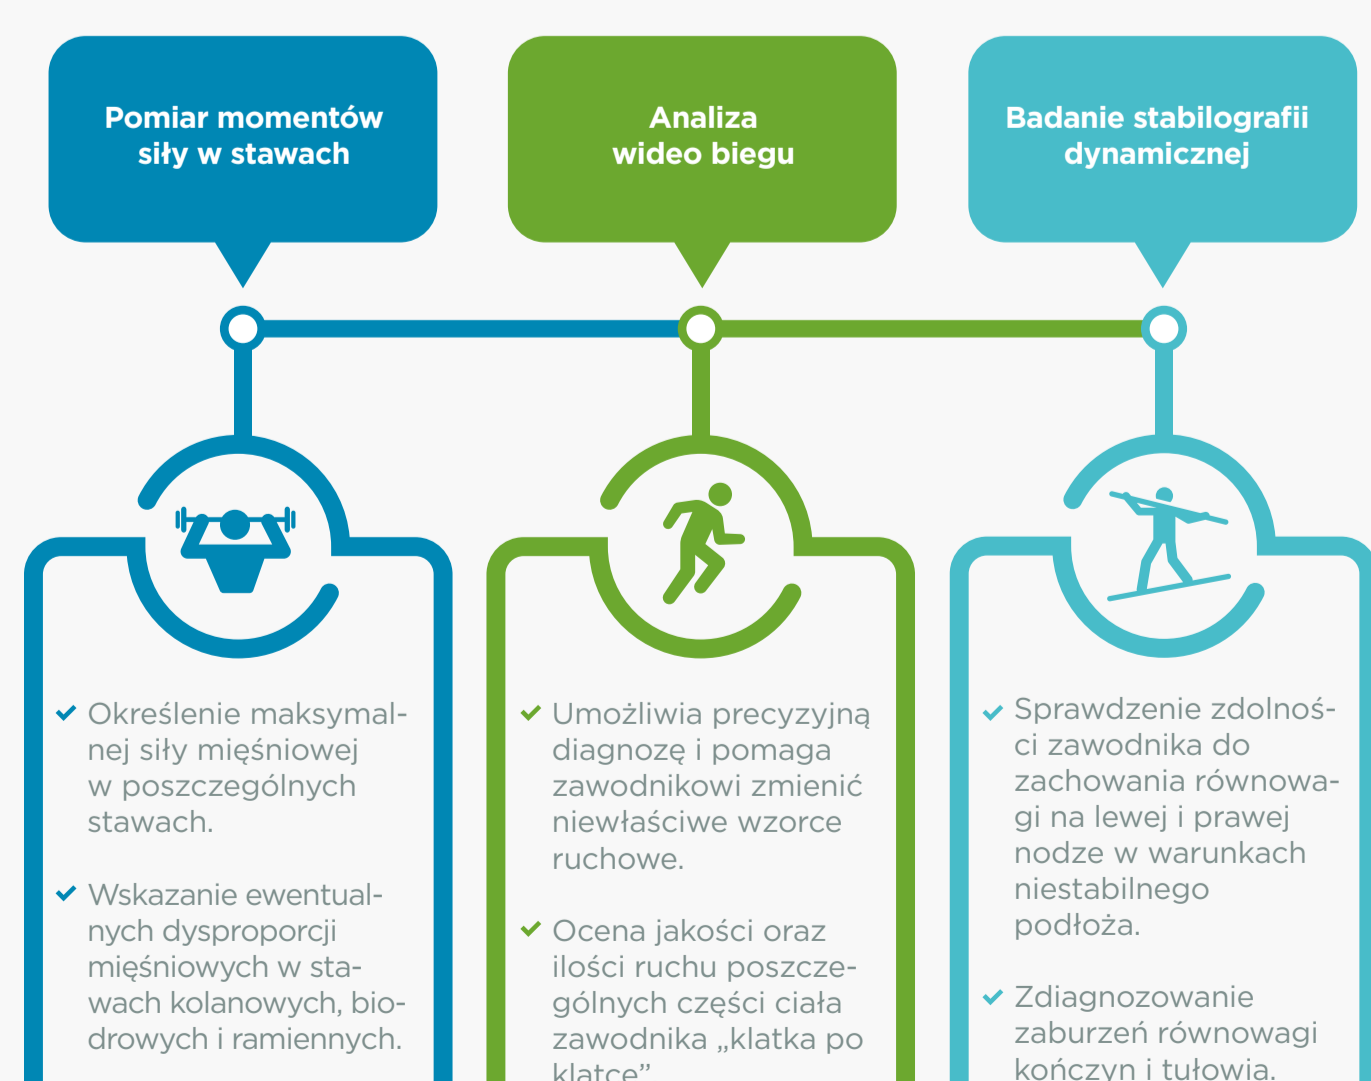 Pomiar momentów
siły w stawach
Analiza
wideo biegu
Badanie stabilografii
dynamicznej
Określenie maksymal-
nej siły mięśniowej
w poszczególnych
stawach.
Wskazanie ewentual-
nych dysproporcji
mięśniowych w sta-
wach kolanowych, bio-
drowych i ramiennych.
Umożliwia precyzyjną
diagnozę i pomaga
zawodnikowi zmienić
niewłaściwe wzorce
ruchowe.
Ocena jakości oraz
ilości ruchu poszcze-
gólnych części ciała
zawodnika „klatka po
klatce”
Sprawdzenie zdolnoś-
ci zawodnika do
zachowania równowa-
gi na lewej i prawej
nodze w warunkach
niestabilnego
podłoża.
Zdiagnozowanie
zaburzeń równowagi
kończyn i tułowia.